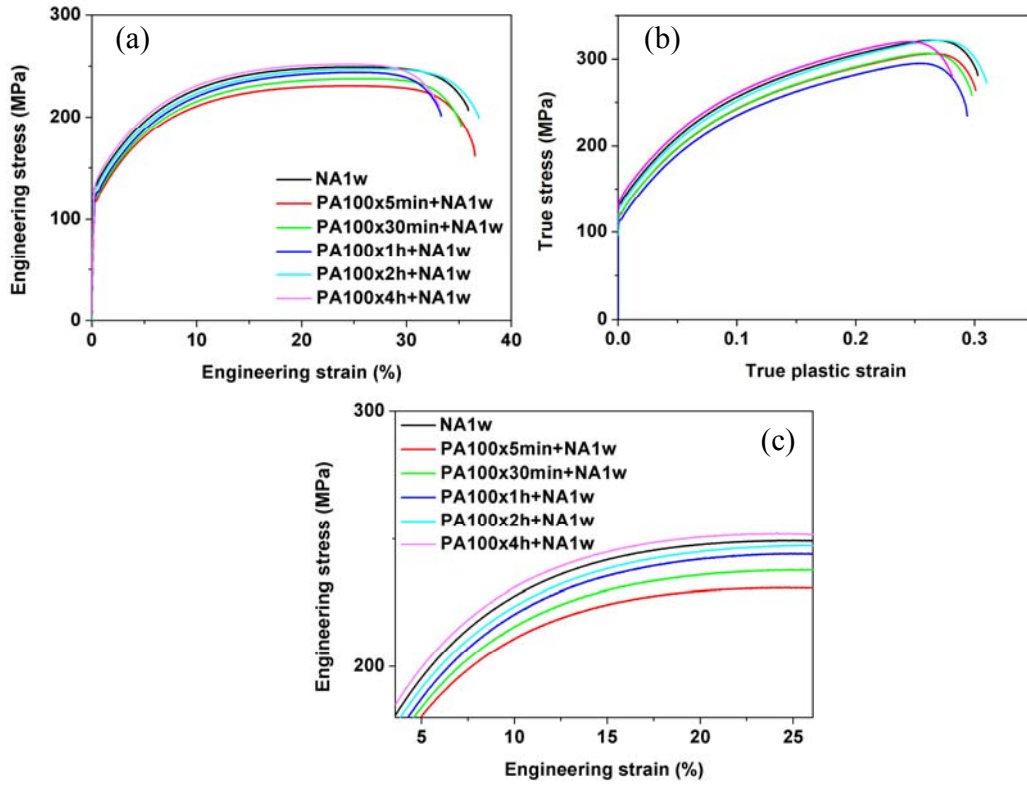 (a)
300
200
100
0
Engineering stress (MPa)
NA1w
PA100x5min+NA1w
PA100x30min+NA1w
PA100x1h+NA1w
PA100x2h+NA1w
PA100x4h+NA1w
0 10 20 30 40
Engineering strain (%)
(b)
300
200
100
0
True stress (MPa)
0.0 0.1 0.2 0.3
True plastic strain
(c)
300
200
Engineering stress (MPa)
NA1w
PA100x5min+NA1w
PA100x30min+NA1w
PA100x1h+NA1w
PA100x2h+NA1w
PA100x4h+NA1w
5 10 15 20 25
Engineering strain (%)